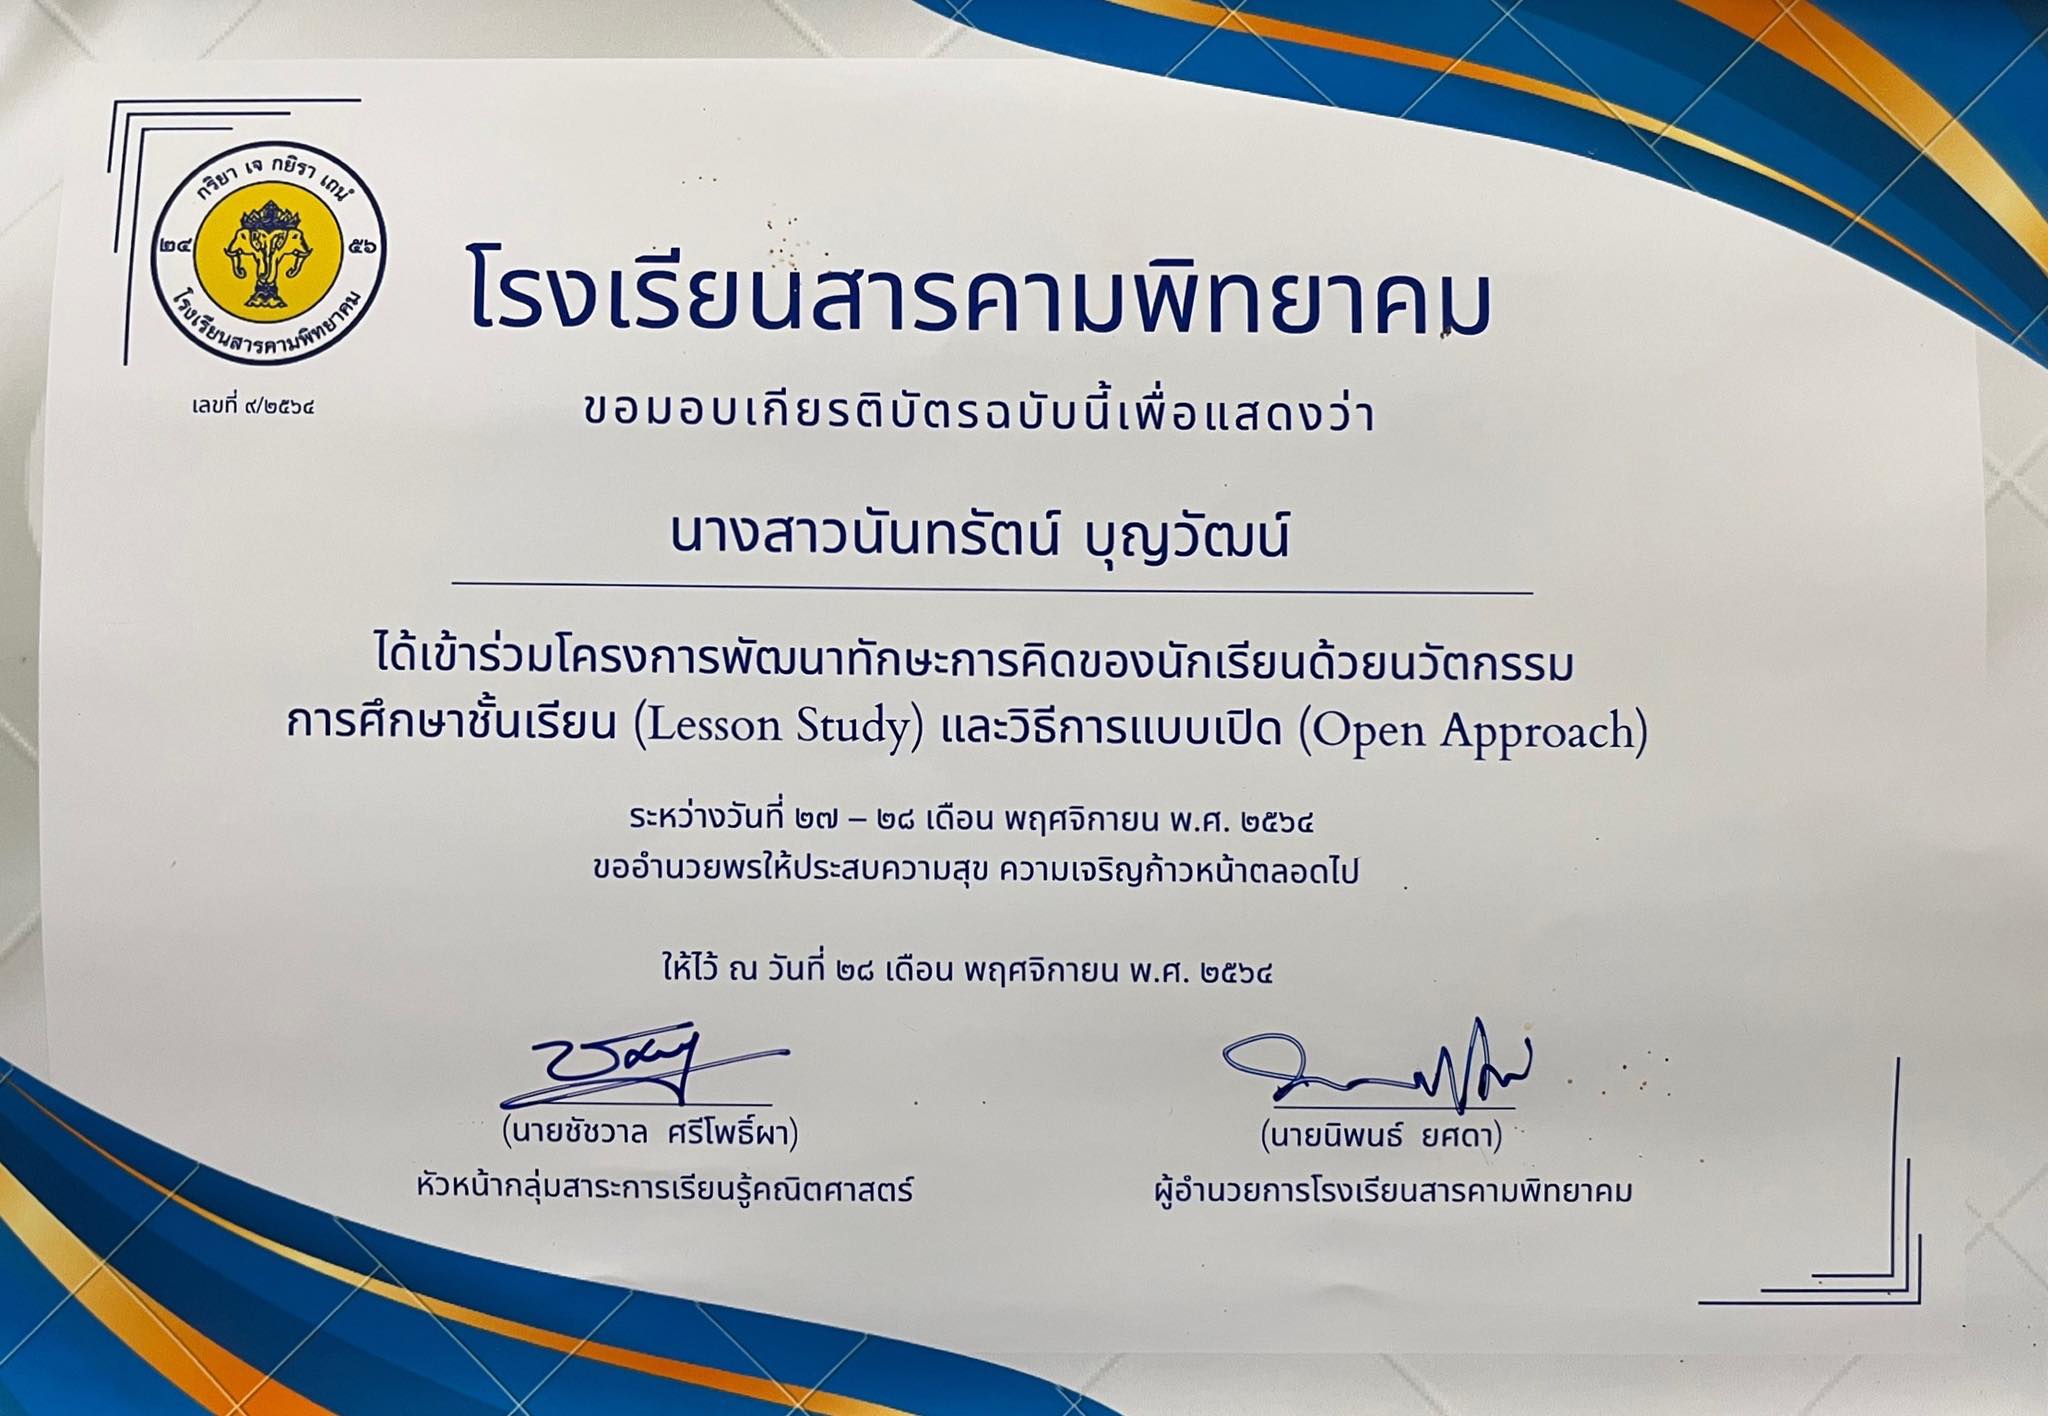 กริยา เจ กยิรา เถนํ
๒๔ ๕๖
โรงเรียนสารคามพิทยาคม
เลขที่ ๙/๒๕๖๔
โรงเรียนสารคามพิทยาคม
ขอมอบเกียรติบัตรฉบับนี้เพื่อแสดงว่า
นางสาวนันทรัตน์ บุญวัฒน์
ได้เข้าร่วมโครงการพัฒนาทักษะการคิดของนักเรียนด้วยนวัตกรรม
การศึกษาชั้นเรียน (Lesson Study) และวิธีการแบบเปิด (Open Approach)
ระหว่างวันที่ ๒๗ – ๒๘ เดือน พฤศจิกายน พ.ศ. ๒๕๖๔
ขออำนวยพรให้ประสบความสุข ความเจริญก้าวหน้าตลอดไป
ให้ไว้ ณ วันที่ ๒๘ เดือน พฤศจิกายน พ.ศ. ๒๕๖๔
(นายชัชวาล ศรีโพธิ์ผา)
หัวหน้ากลุ่มสาระการเรียนรู้คณิตศาสตร์
(นายนิพนธ์ ยศดา)
ผู้อำนวยการโรงเรียนสารคามพิทยาคม